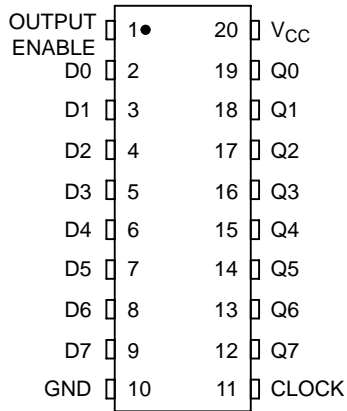 OUTPUT
ENABLE 1 20 VCC
D0 2 19 Q0
D1 3 18 Q1
D2 4 17 Q2
D3 5 16 Q3
D4 6 15 Q4
D5 7 14 Q5
D6 8 13 Q6
D7 9 12 Q7
GND 10 11 CLOCK